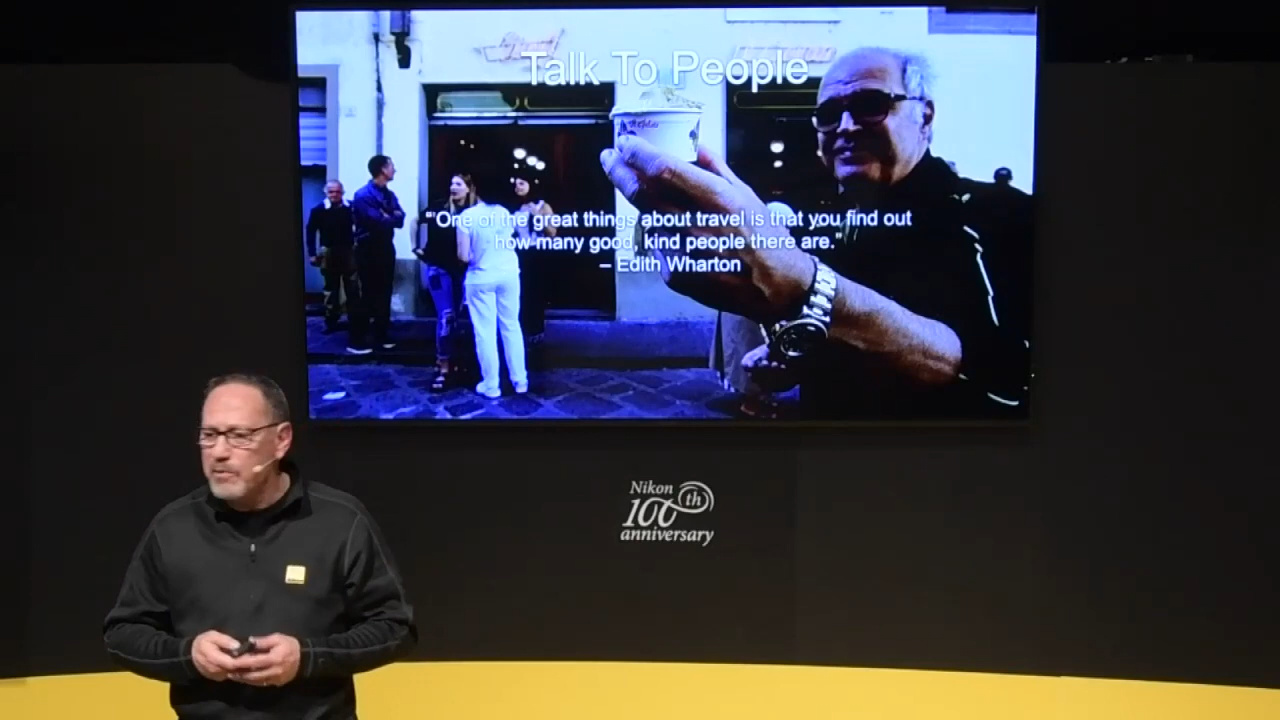 Talk To People
“'One of the great things about travel is that you find out
how many good, kind people there are.”
– Edith Wharton
Nikon
100th
anniversary